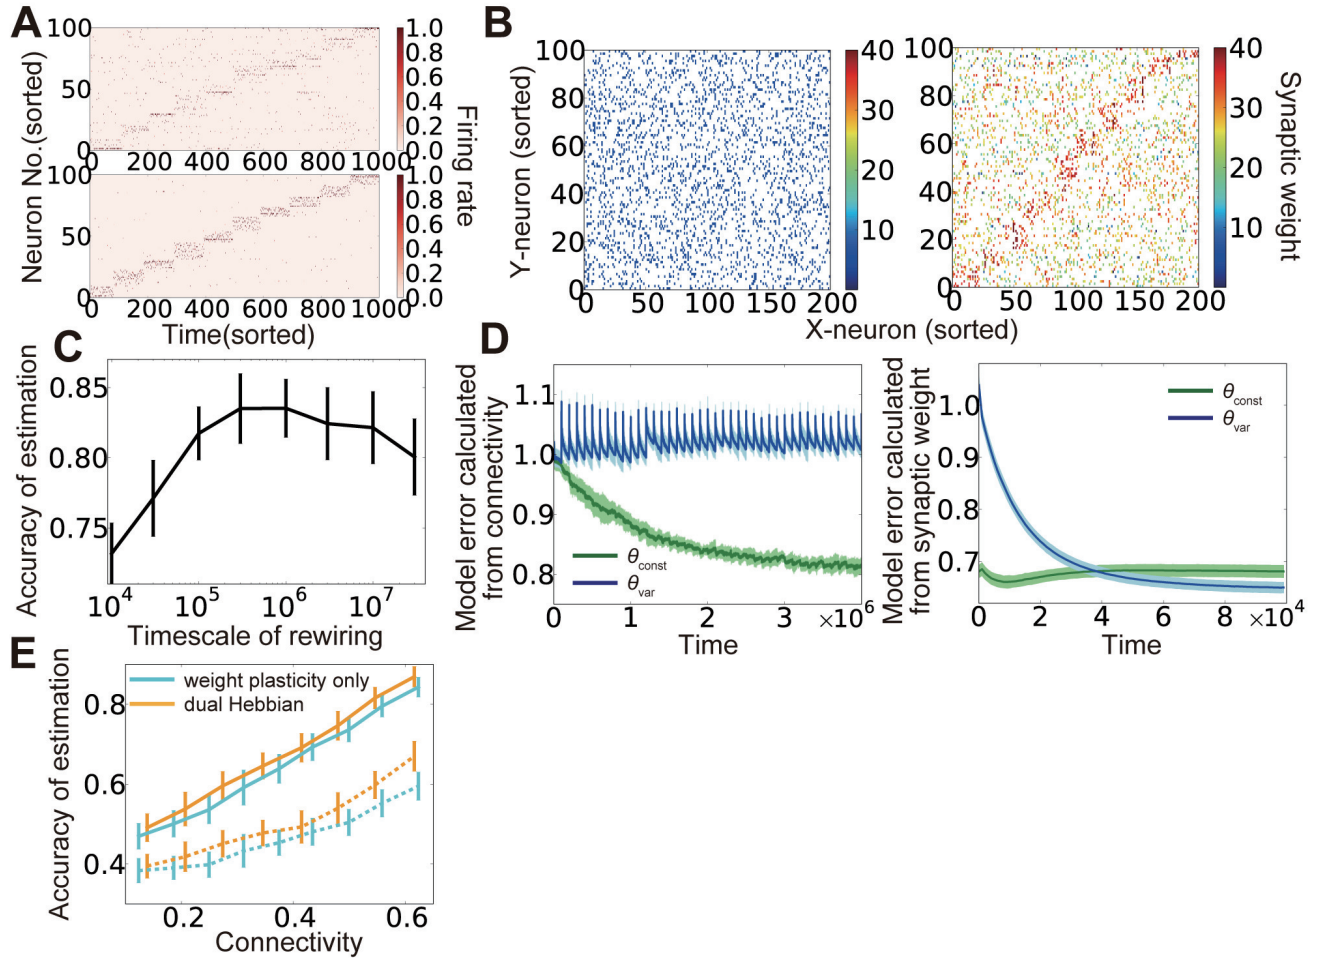 A
Neuron No.(sorted)
100
50
0
0 200 400 600 800 1000
1.0
0.8
0.6
0.4
0.2
0.0
100
50
0
0 200 400 600 800 1000
1.0
0.8
0.6
0.4
0.2
0.0
Firing rate
Time(sorted)
B
Y-neuron (sorted)
100
80
60
40
20
0
0 50 100 150 200
40
30
20
10
100
80
60
40
20
0
0 50 100 150 200
40
30
20
10
Synaptic weight
X-neuron (sorted)
C
Accuracy of estimation
0.85
0.80
0.75
10^4 10^5 10^6 10^7
Timescale of rewiring
D
Model error calculated
from connectivity
1.1
1.0
0.9
0.8
θconst
θvar
0 1 2 3 ×10^6
Time
Model error calculated
from synaptic weight
1.0
0.9
0.8
0.7
θconst
θvar
0 2 4 6 8 ×10^4
Time
E
Accuracy of estimation
0.8
0.6
0.4
weight plasticity only
dual Hebbian
0.2 0.4 0.6
Connectivity